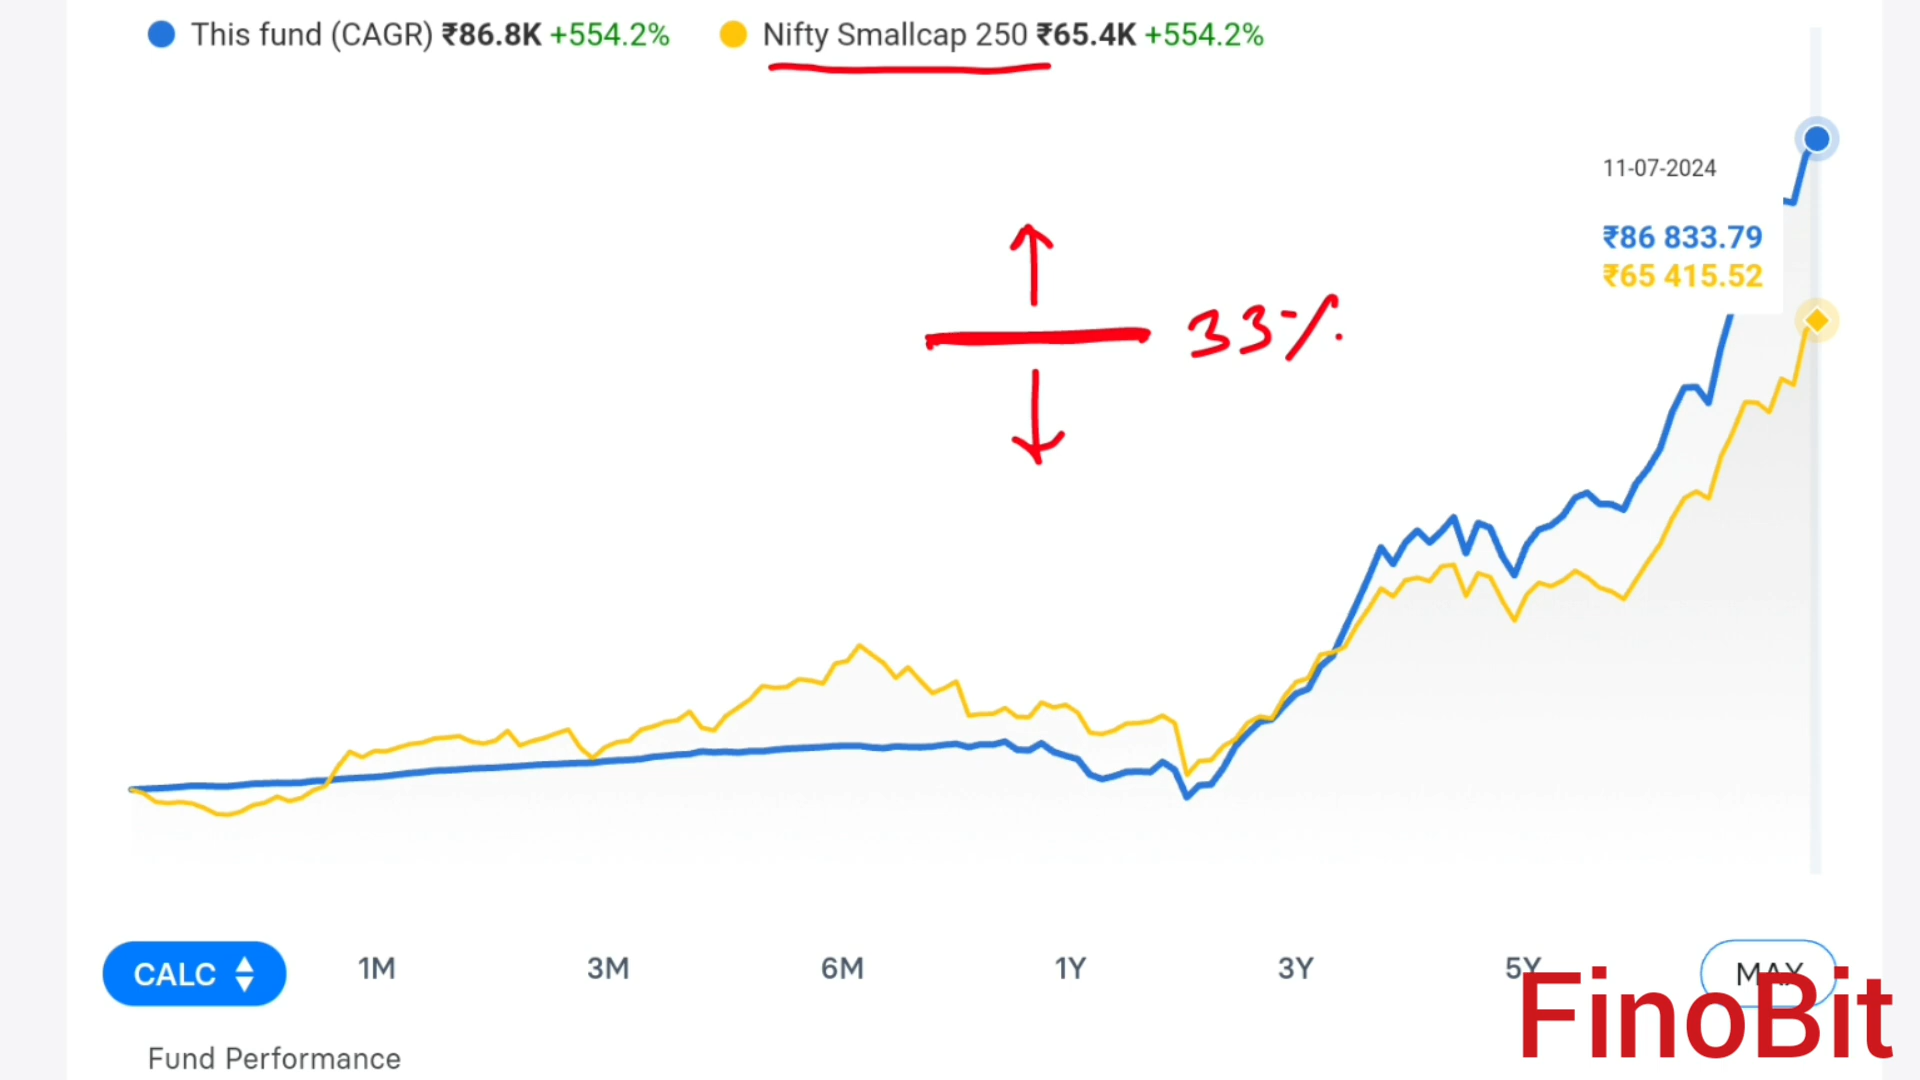 This fund (CAGR) ₹86.8K +554.2% Nifty Smallcap 250 ₹65.4K +554.2%
11-07-2024
₹86 833.79
₹65 415.52
33%
CALC 1M 3M 6M 1Y 3Y 5Y MAX
FinoBit
Fund Performance